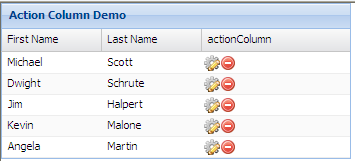 Action Column Demo
First Name Last Name actionColumn
Michael Scott
Dwight Schrute
Jim Halpert
Kevin Malone
Angela Martin